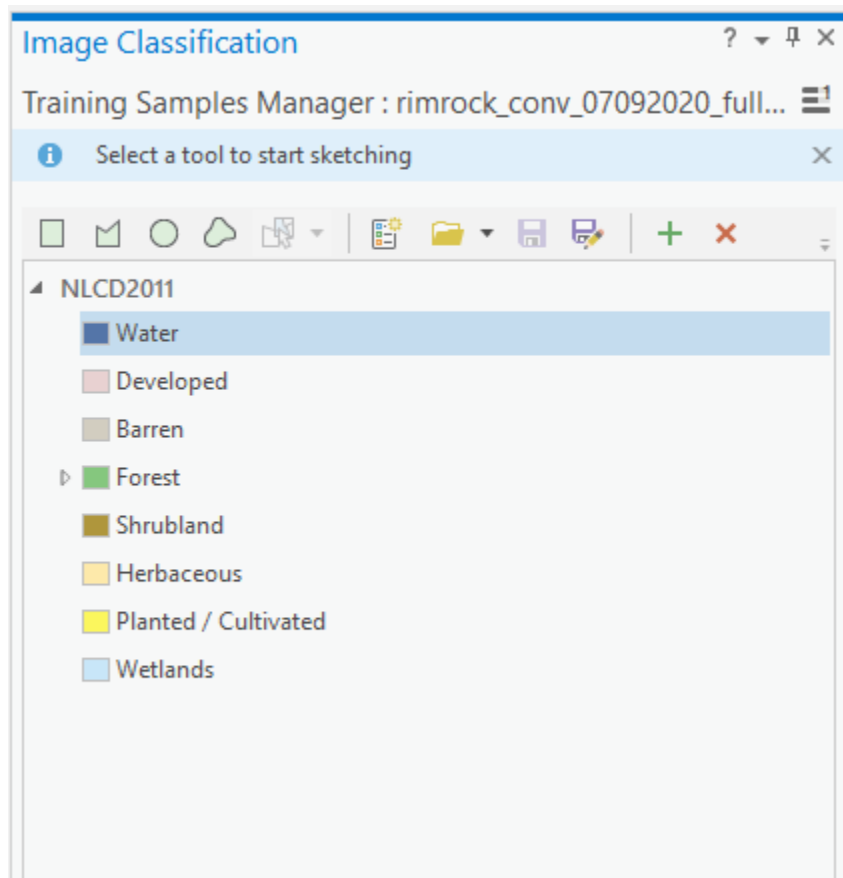 Image Classification
Training Samples Manager : rimrock_conv_07092020_full...
Select a tool to start sketching
NLCD2011
Water
Developed
Barren
Forest
Shrubland
Herbaceous
Planted / Cultivated
Wetlands